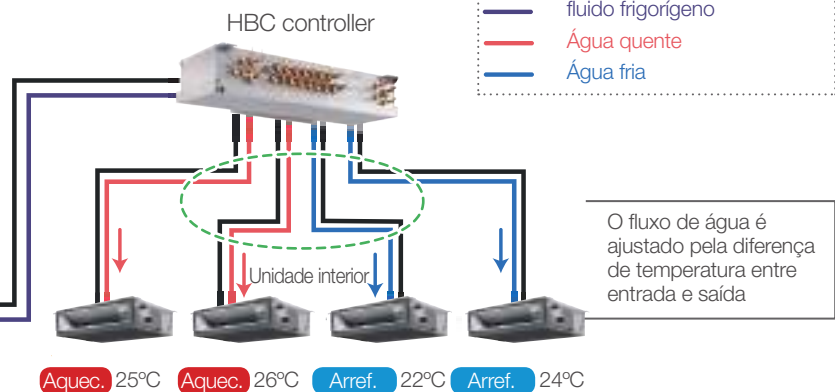 fluido frigorígeno
HBC controller
Água quente
Água fria
O fluxo de água é
ajustado pela diferença
de temperatura entre
entrada e saída
Unidade interior
Aquec. 25ºC Aquec. 26ºC Arref. 22ºC Arref. 24ºC